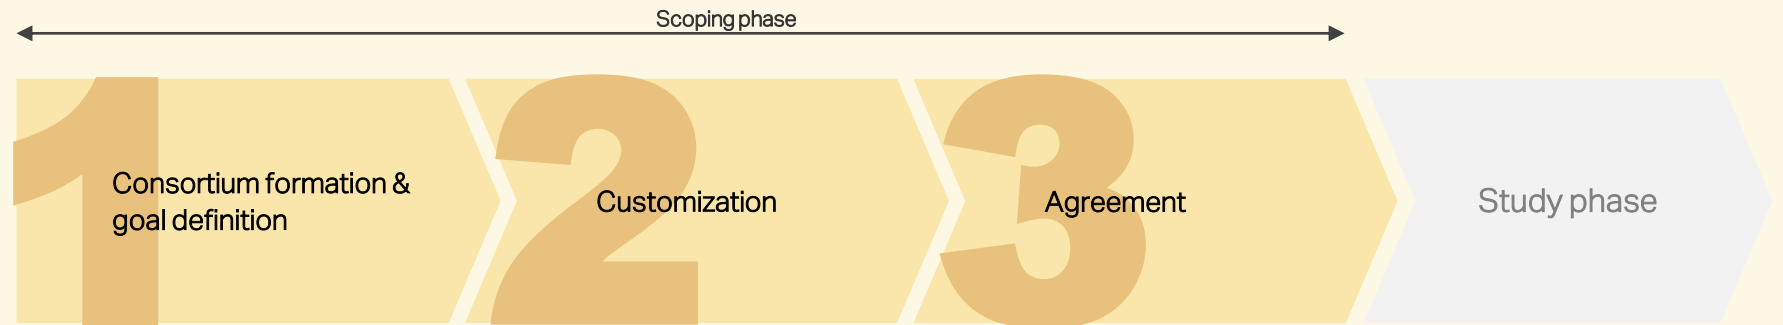 Scoping phase
1
Consortium formation &
goal definition
2
Customization
3
Agreement
Study phase